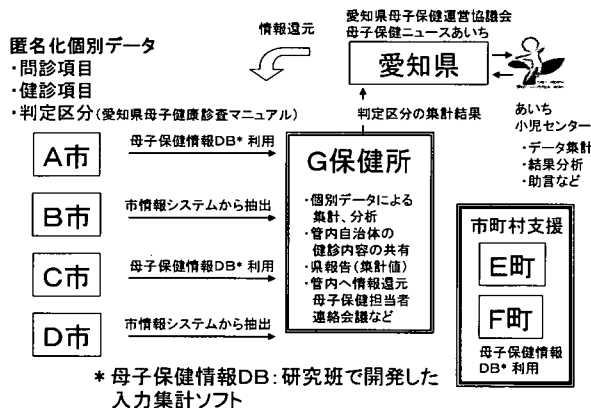 匿名化個別データ
・問診項目
・健診項目
・判定区分(愛知県母子健康診査マニュアル)
情報還元
愛知県母子保健運営協議会
母子保健ニュースあいち
愛知県
判定区分の集計結果
あいち
小児センター
・データ集計
・結果分析
・助言など
A市
母子保健情報DB* 利用
B市
市情報システムから抽出
C市
母子保健情報DB* 利用
D市
市情報システムから抽出
G保健所
・個別データによる
集計、分析
・管内自治体の
健診内容の共有
・県報告(集計値)
・管内へ情報還元
母子保健担当者
連絡会議など
市町村支援
E町
F町
母子保健情報
DB* 利用
* 母子保健情報DB:研究班で開発した
入力集計ソフト